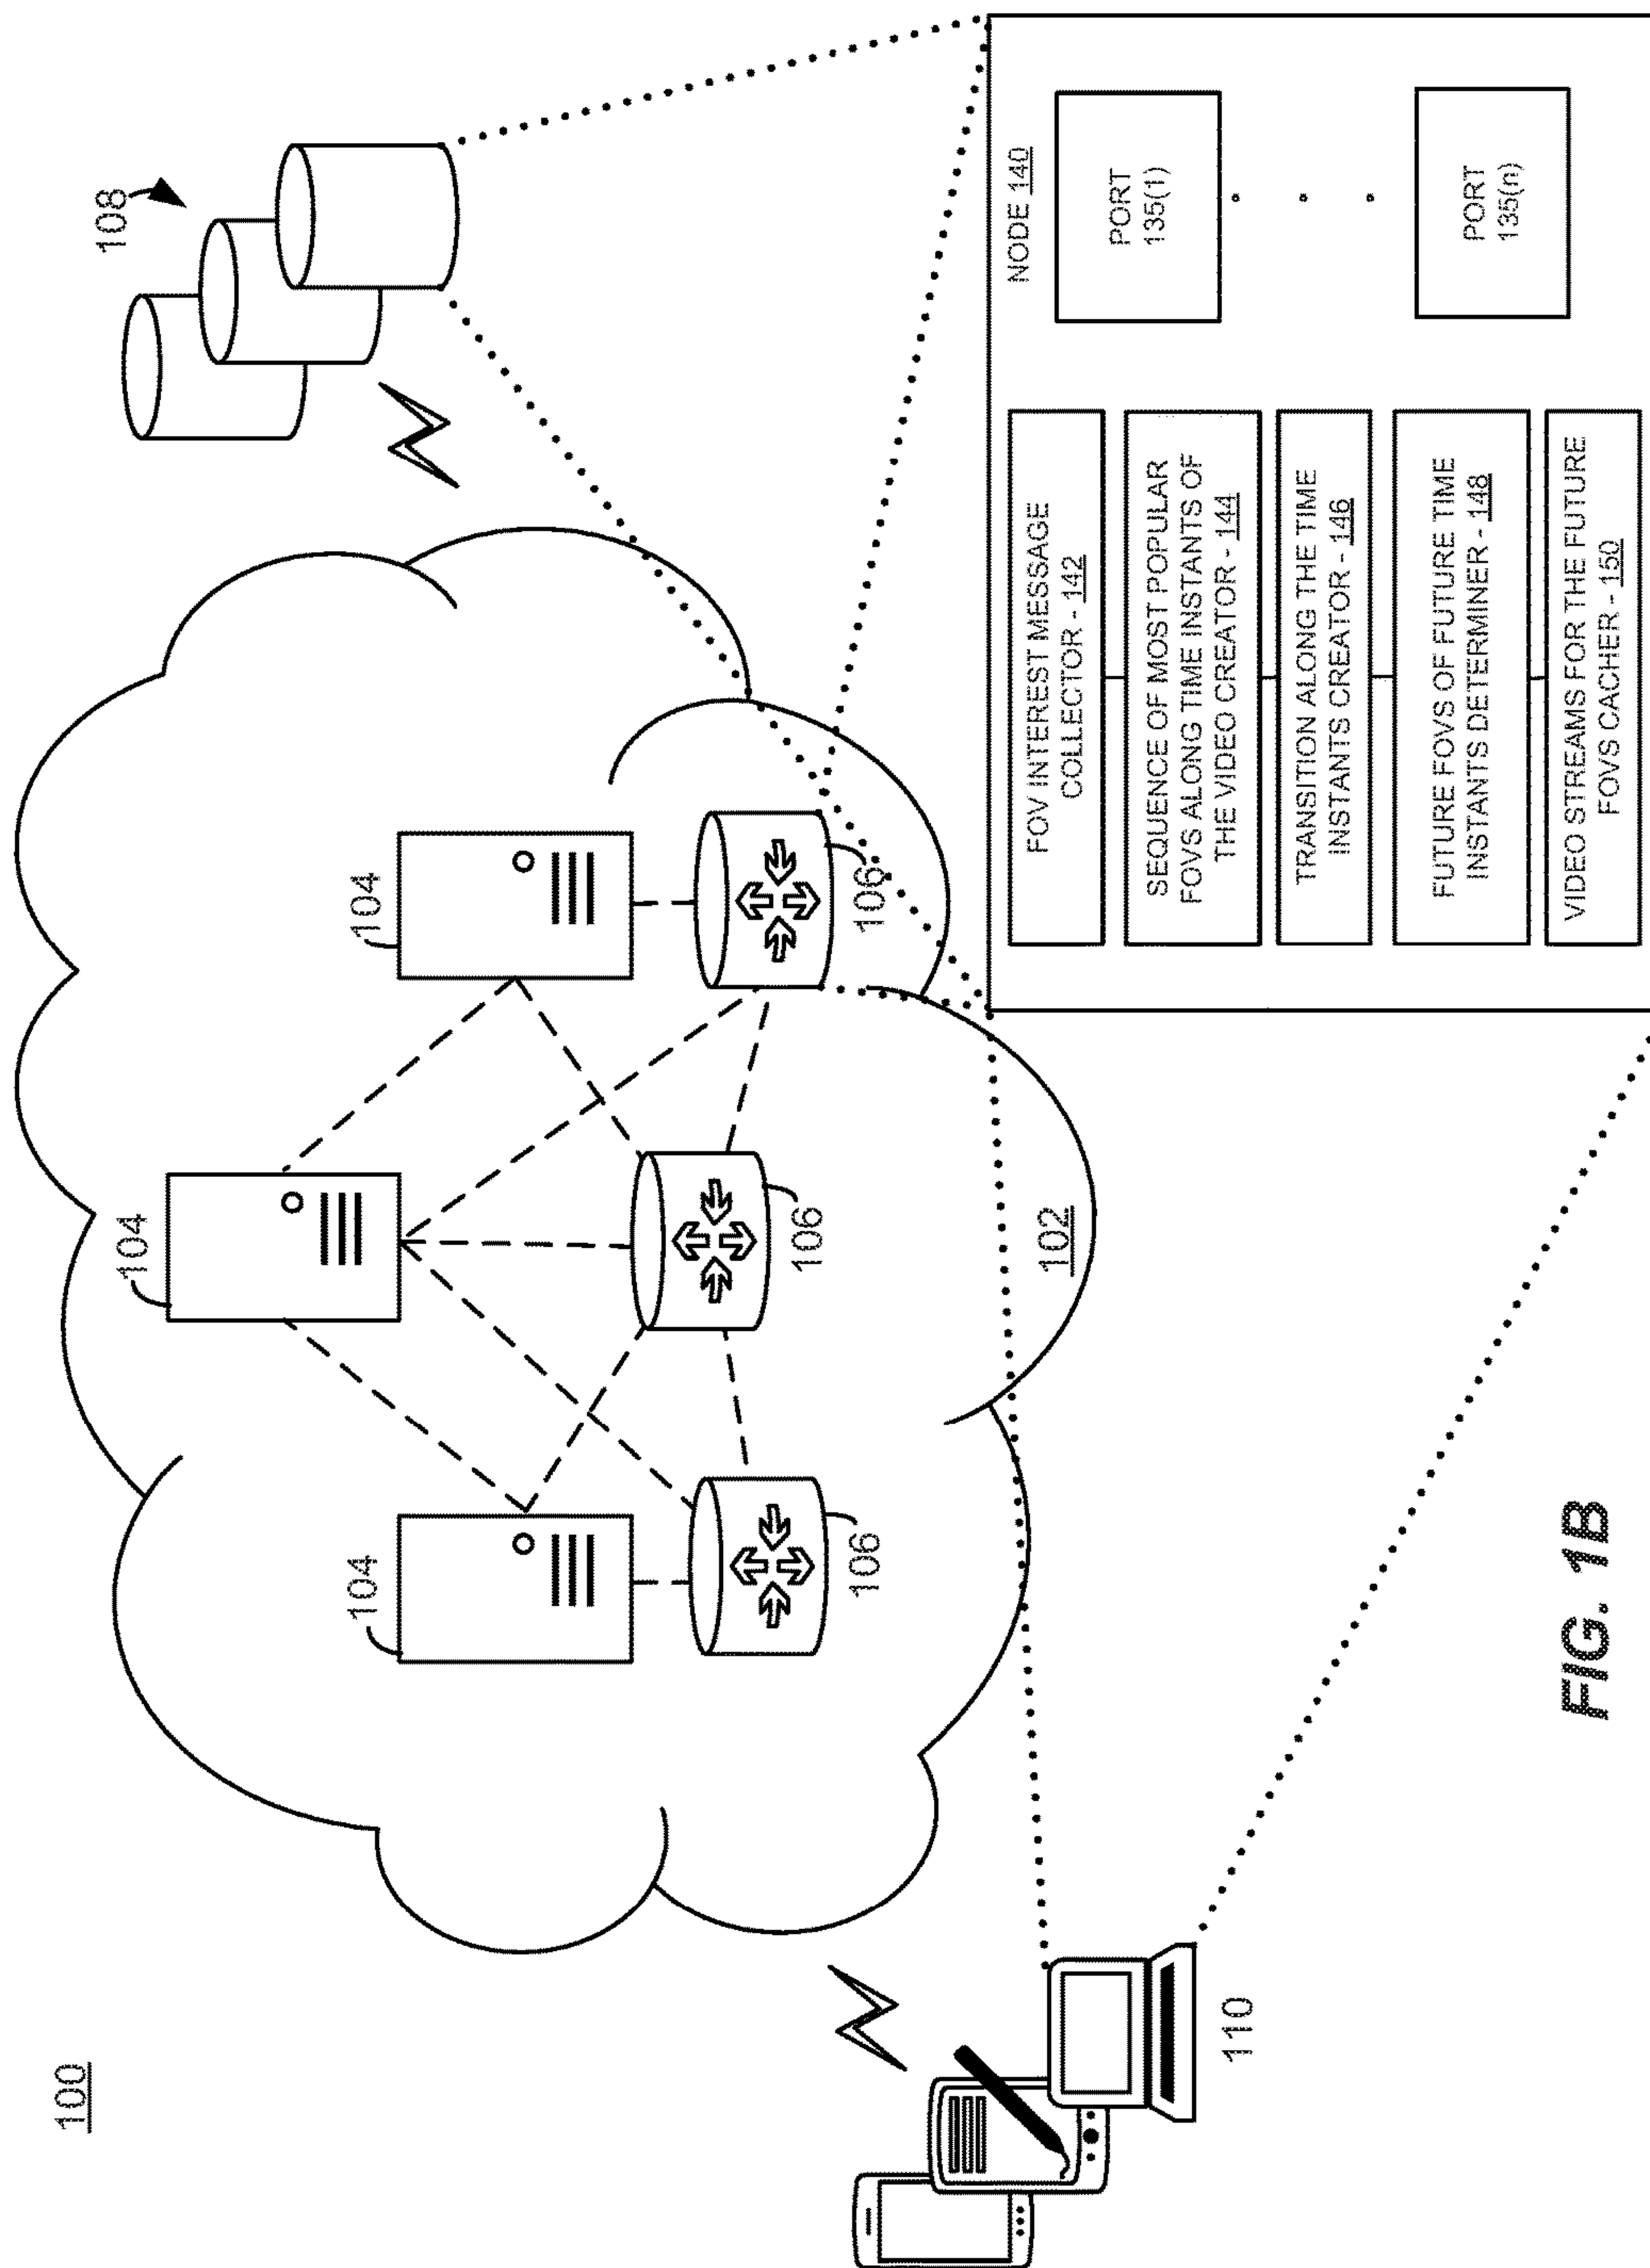 100
108
104
104
104
106
106
106
102
110
NODE 140
FOV INTEREST MESSAGE
COLLECTOR - 142
SEQUENCE OF MOST POPULAR
FOVS ALONG TIME INSTANTS OF
THE VIDEO CREATOR - 144
TRANSITION ALONG THE TIME
INSTANTS CREATOR - 146
FUTURE FOVS OF FUTURE TIME
INSTANTS DETERMINER - 148
VIDEO STREAMS FOR THE FUTURE
FOVS CACHER - 150
PORT
135(1)
PORT
135(n)
FIG. 1B